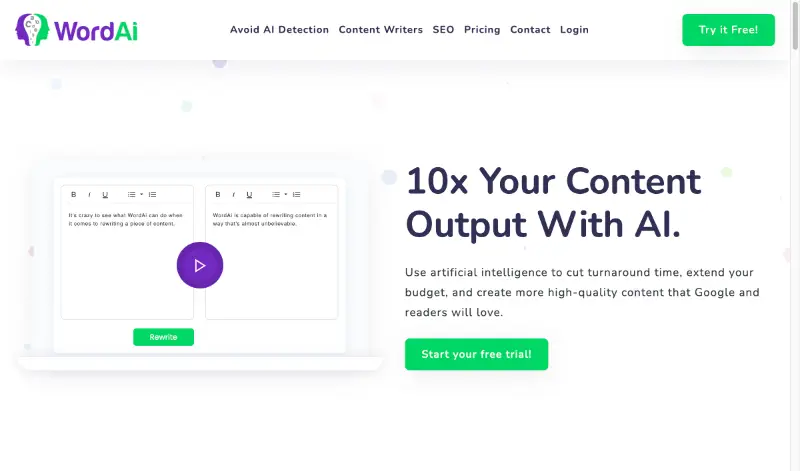 WordAi
Avoid AI Detection Content Writers SEO Pricing Contact Login
Try it Free!
B I U
It's crazy to see what WordAi can do when
it comes to rewriting a piece of content.
B I U
WordAi is capable of rewriting content in a
way that's almost unbelievable.
Rewrite
10x Your Content
Output With AI.
Use artificial intelligence to cut turnaround time, extend your
budget, and create more high-quality content that Google and
readers will love.
Start your free trial!